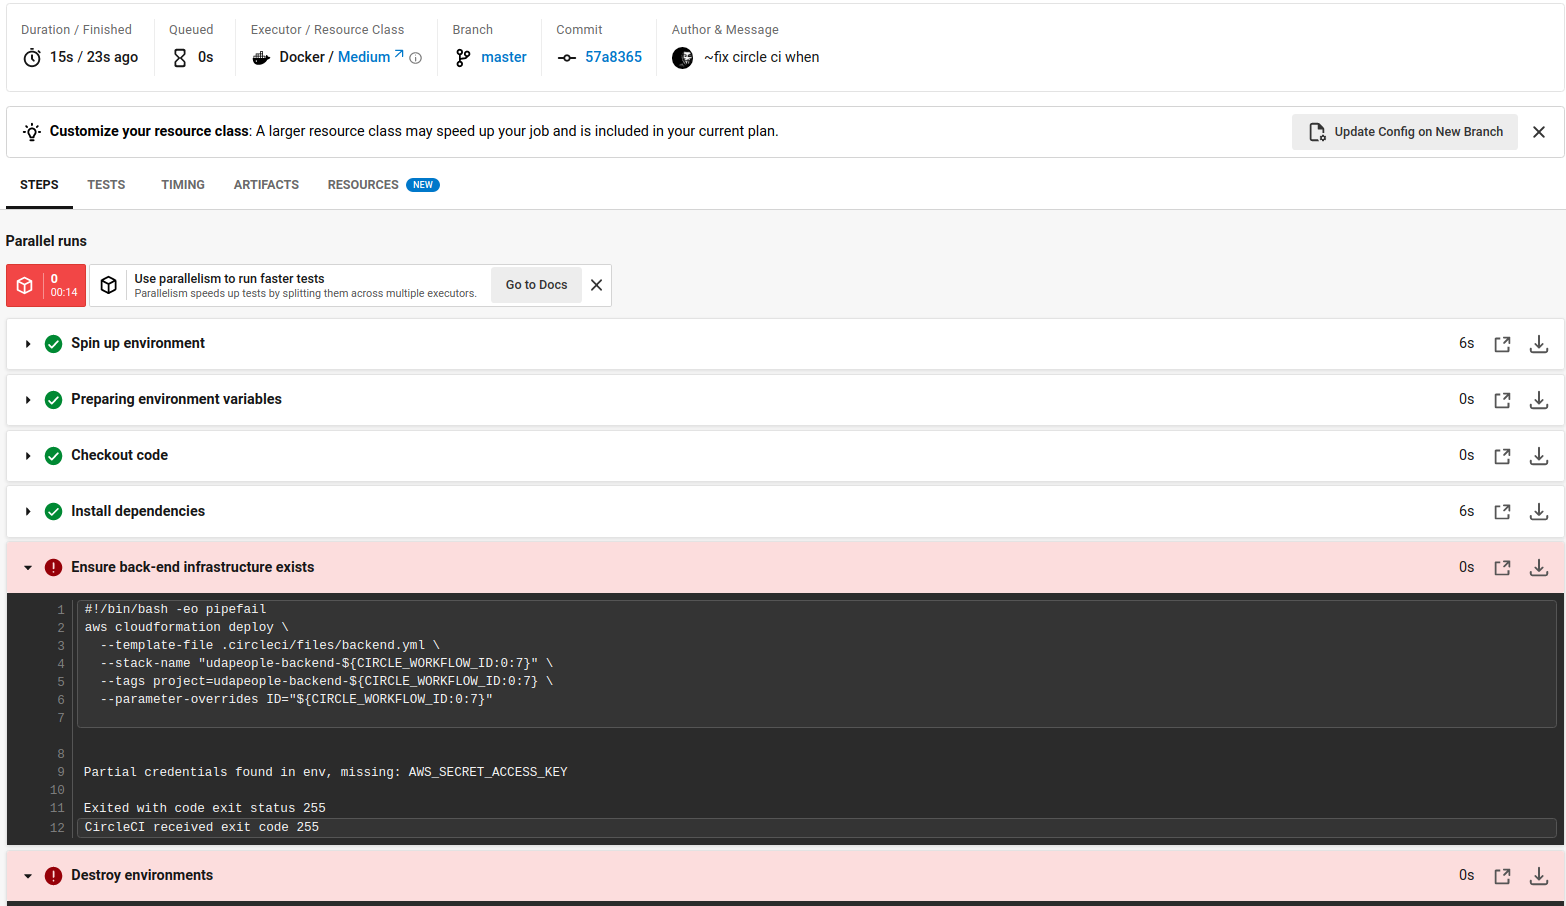 Duration / Finished
15s / 23s ago
Queued
0s
Executor / Resource Class
Docker / Medium
Branch
master
Commit
57a8365
Author & Message
~fix circle ci when
Customize your resource class: A larger resource class may speed up your job and is included in your current plan.
Update Config on New Branch
STEPS
TESTS
TIMING
ARTIFACTS
RESOURCES NEW
Parallel runs
0
00:14
Use parallelism to run faster tests
Parallelism speeds up tests by splitting them across multiple executors.
Go to Docs
Spin up environment 6s
Preparing environment variables 0s
Checkout code 0s
Install dependencies 6s
Ensure back-end infrastructure exists 0s
1 #!/bin/bash -eo pipefail
2 aws cloudformation deploy \
3 --template-file .circleci/files/backend.yml \
4 --stack-name "udapeople-backend-${CIRCLE_WORKFLOW_ID:0:7}" \
5 --tags project=udapeople-backend-${CIRCLE_WORKFLOW_ID:0:7} \
6 --parameter-overrides ID="${CIRCLE_WORKFLOW_ID:0:7}"
7
8
9 Partial credentials found in env, missing: AWS_SECRET_ACCESS_KEY
10
11 Exited with code exit status 255
12 CircleCI received exit code 255
Destroy environments 0s